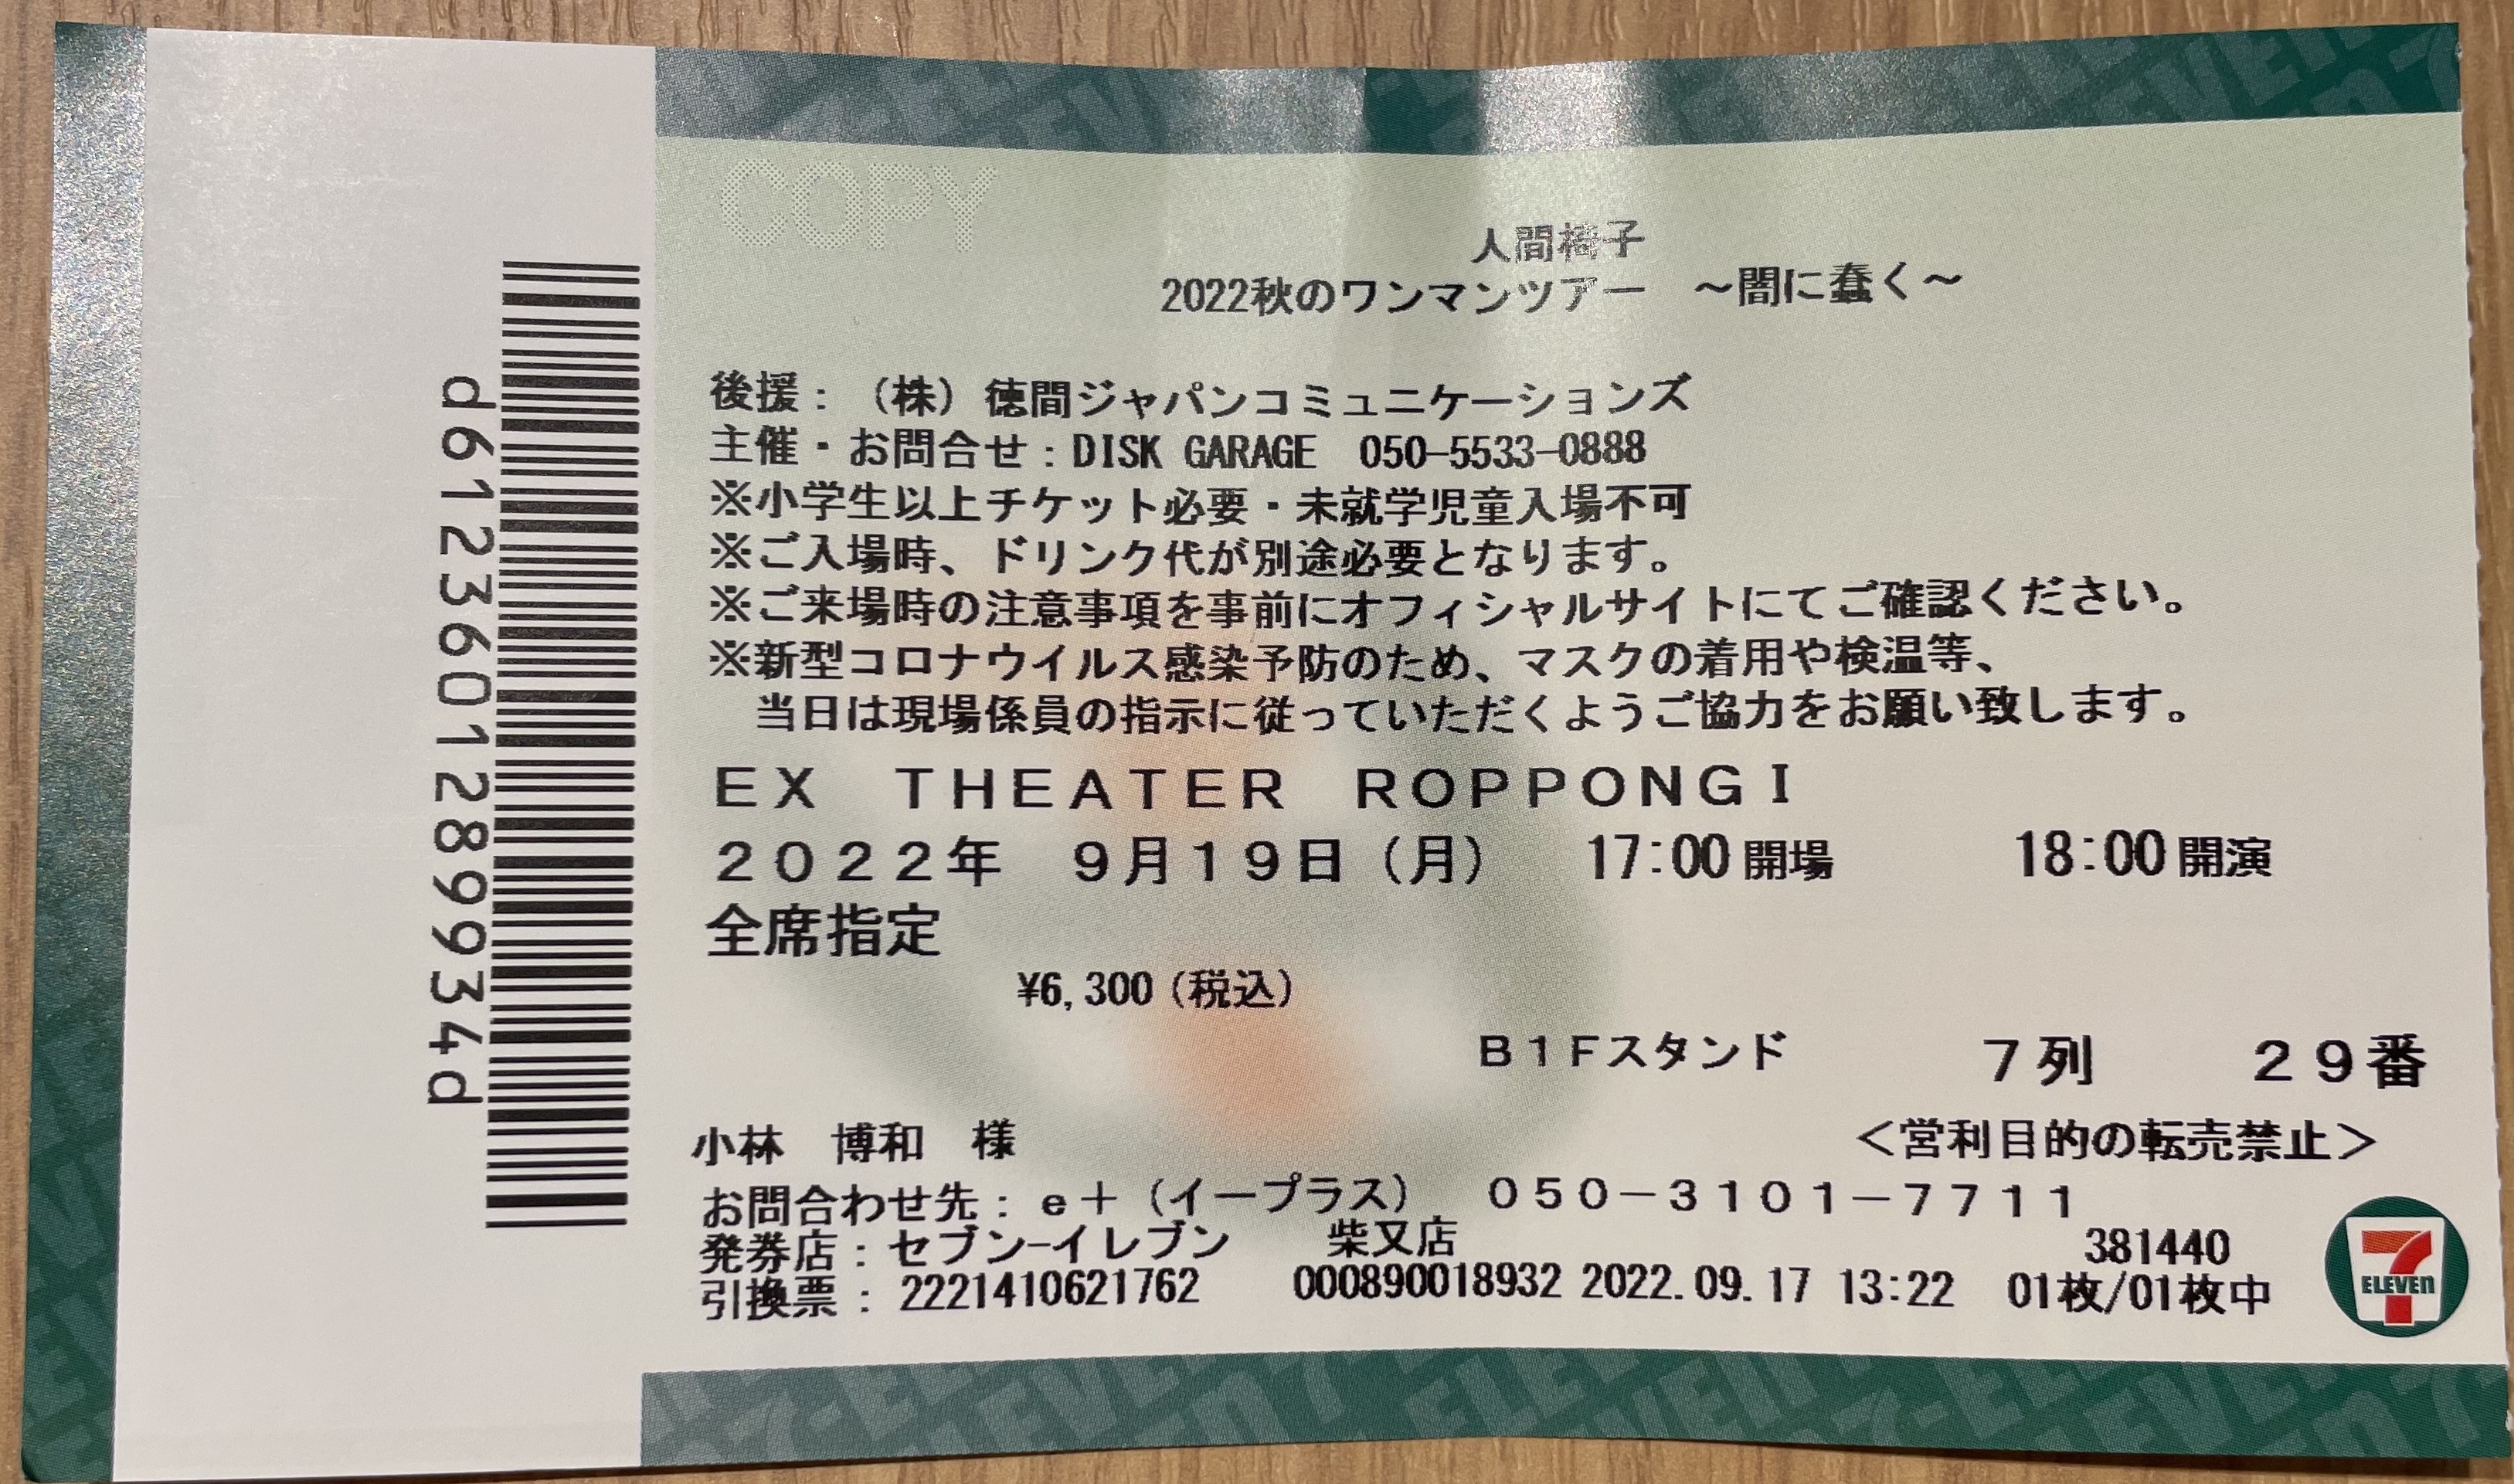 COPY
人間椅子
2022秋のワンマンツアー　～闇に蠢く～
後援：（株）徳間ジャパンコミュニケーションズ
主催・お問合せ：DISK GARAGE　050-5533-0888
※小学生以上チケット必要・未就学児童入場不可
※ご入場時、ドリンク代が別途必要となります。
※ご来場時の注意事項を事前にオフィシャルサイトにてご確認ください。
※新型コロナウイルス感染予防のため、マスクの着用や検温等、
当日は現場係員の指示に従っていただくようご協力をお願い致します。
ＥＸ　ＴＨＥＡＴＥＲ　ＲＯＰＰＯＮＧＩ
２０２２年　９月１９日（月）　17:00開場　18:00開演
全席指定
¥6,300（税込）
Ｂ１Ｆスタンド　７列　２９番
小林　博和　様　＜営利目的の転売禁止＞
お問合わせ先：ｅ＋（イープラス）　０５０－３１０１－７７１１
発券店：セブン-イレブン　柴又店　381440
引換票：2221410621762　000890018932 2022.09.17 13:22　01枚/01枚中
7 ELEVEn
d6123601289934d